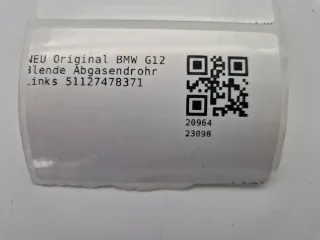 NEU Original BMW G12
Blende Abgasendrohr
Links 51127478371
20964
23098